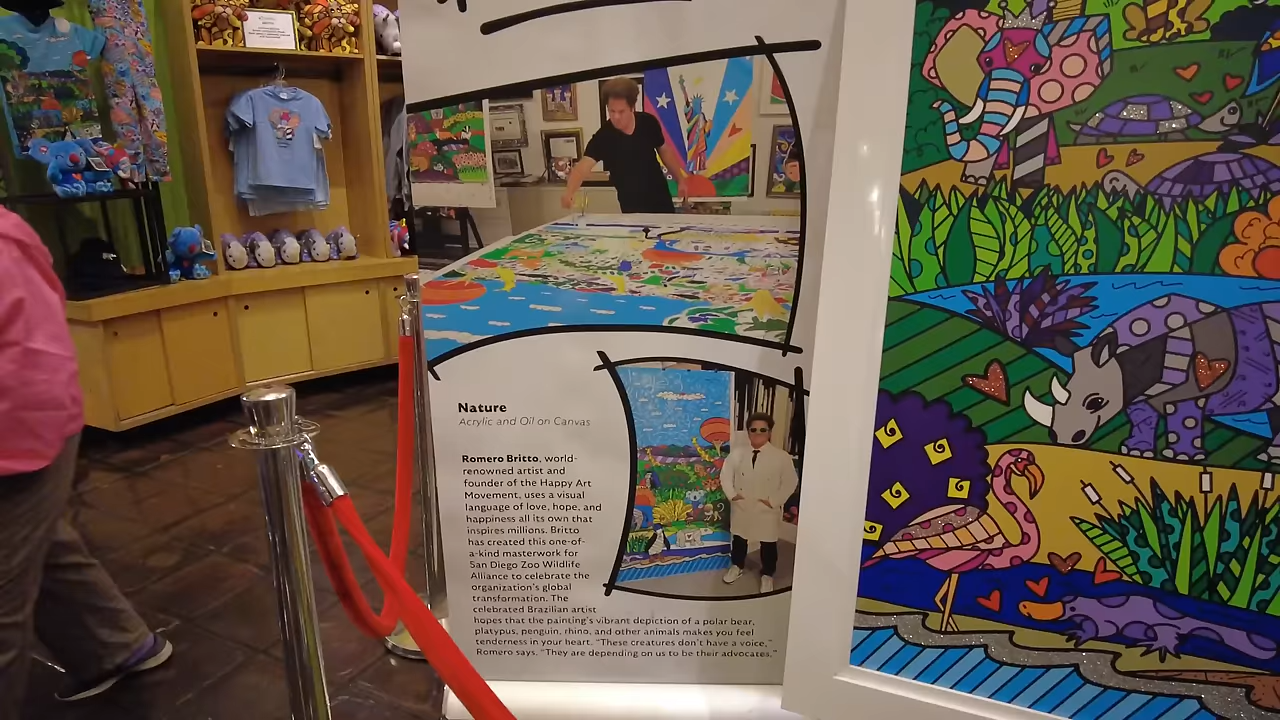 Nature
Acrylic and Oil on Canvas
Romero Britto, world-
renowned artist and
founder of the Happy Art
Movement, uses a visual
language of love, hope, and
happiness all its own that
inspires millions. Britto
has created this one-of-
a-kind masterwork for
San Diego Zoo Wildlife
Alliance to celebrate the
organization's global
transformation. The
celebrated Brazilian artist
hopes that the painting's vibrant depiction of a polar bear,
platypus, penguin, rhino, and other animals makes you feel
tenderness in your heart. "These creatures don't have a voice,"
Romero says. "They are depending on us to be their advocates."